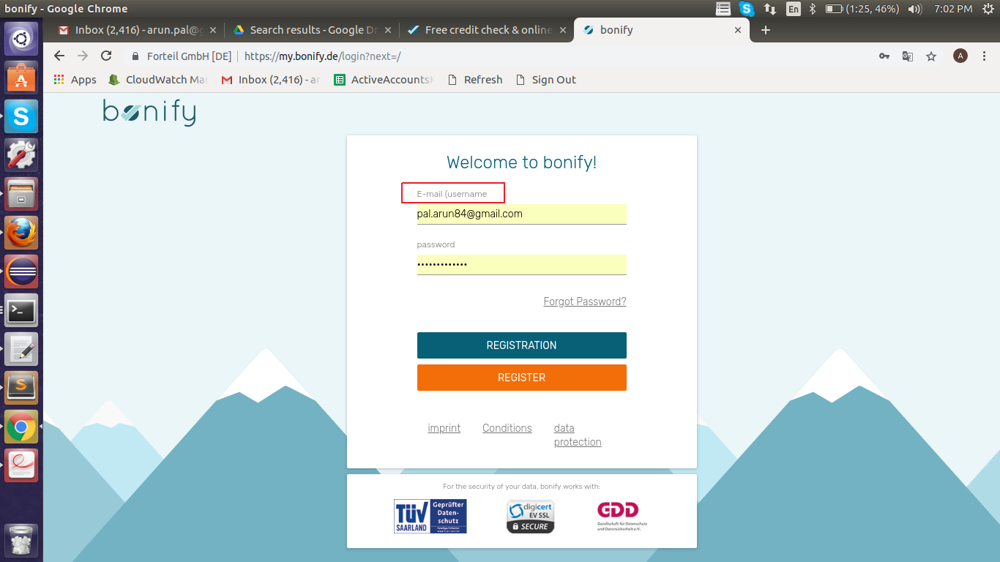 bonify - Google Chrome
En
(1:25, 46%)
7:02 PM
Inbox (2,416) - arun.pal@g
Search results - Google Dr
Free credit check & online
bonify
Forteil GmbH [DE]
https://my.bonify.de/login?next=/
A
Apps
CloudWatch Mar
Inbox (2,416) - ar
ActiveAccounts
Refresh
Sign Out
bonify
Welcome to bonify!
E-mail (username
pal.arun84@gmail.com
password
•••••••••••••
Forgot Password?
REGISTRATION
REGISTER
imprint
Conditions
data
protection
For the security of your data, bonify works with:
TÜV
SAARLAND
Geprüfter
Daten-
schutz
digicert
EV SSL
SECURE
GDD
Gesellschaft für Datenschutz
und Datensicherheit e.V.